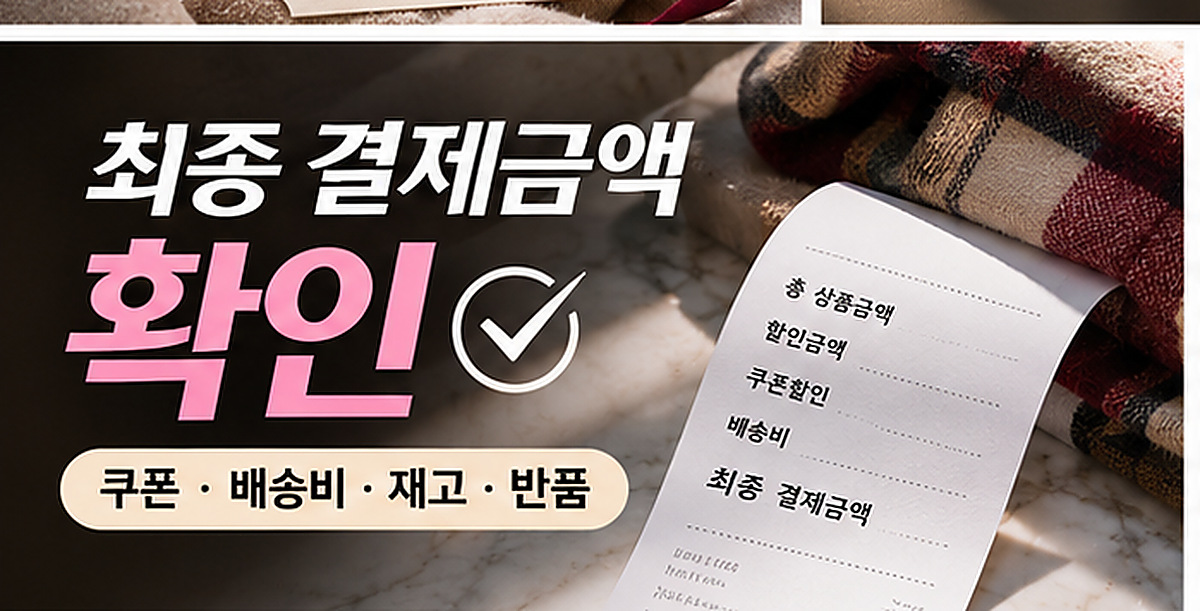 최종 결제금액
확인
쿠폰 · 배송비 · 재고 · 반품
총 상품금액
할인금액
쿠폰할인
배송비
최종 결제금액